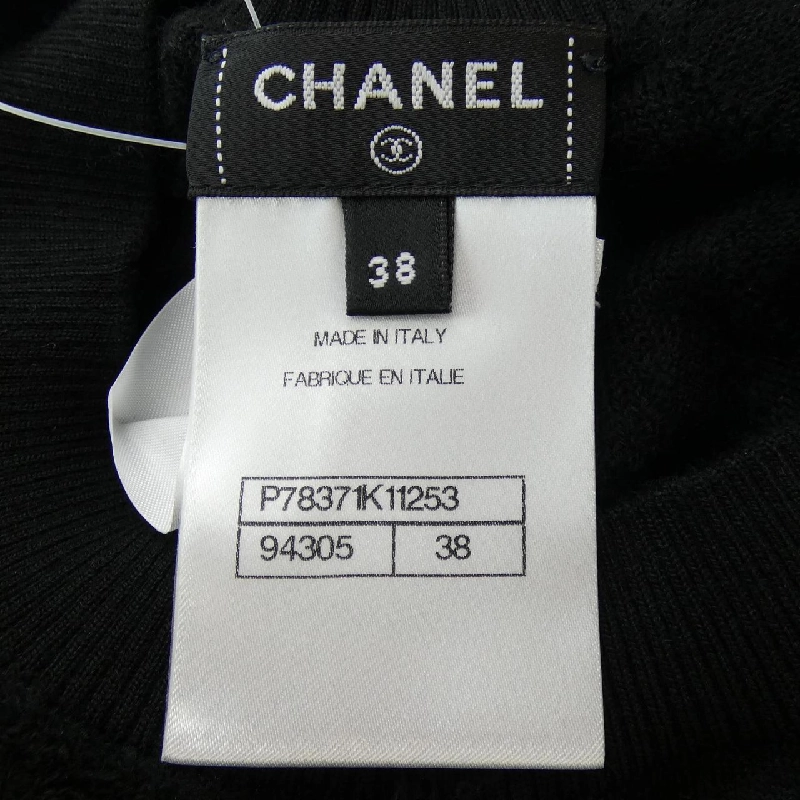 CHANEL
38
MADE IN ITALY
FABRIQUE EN ITALIE
P78371K11253
94305 38